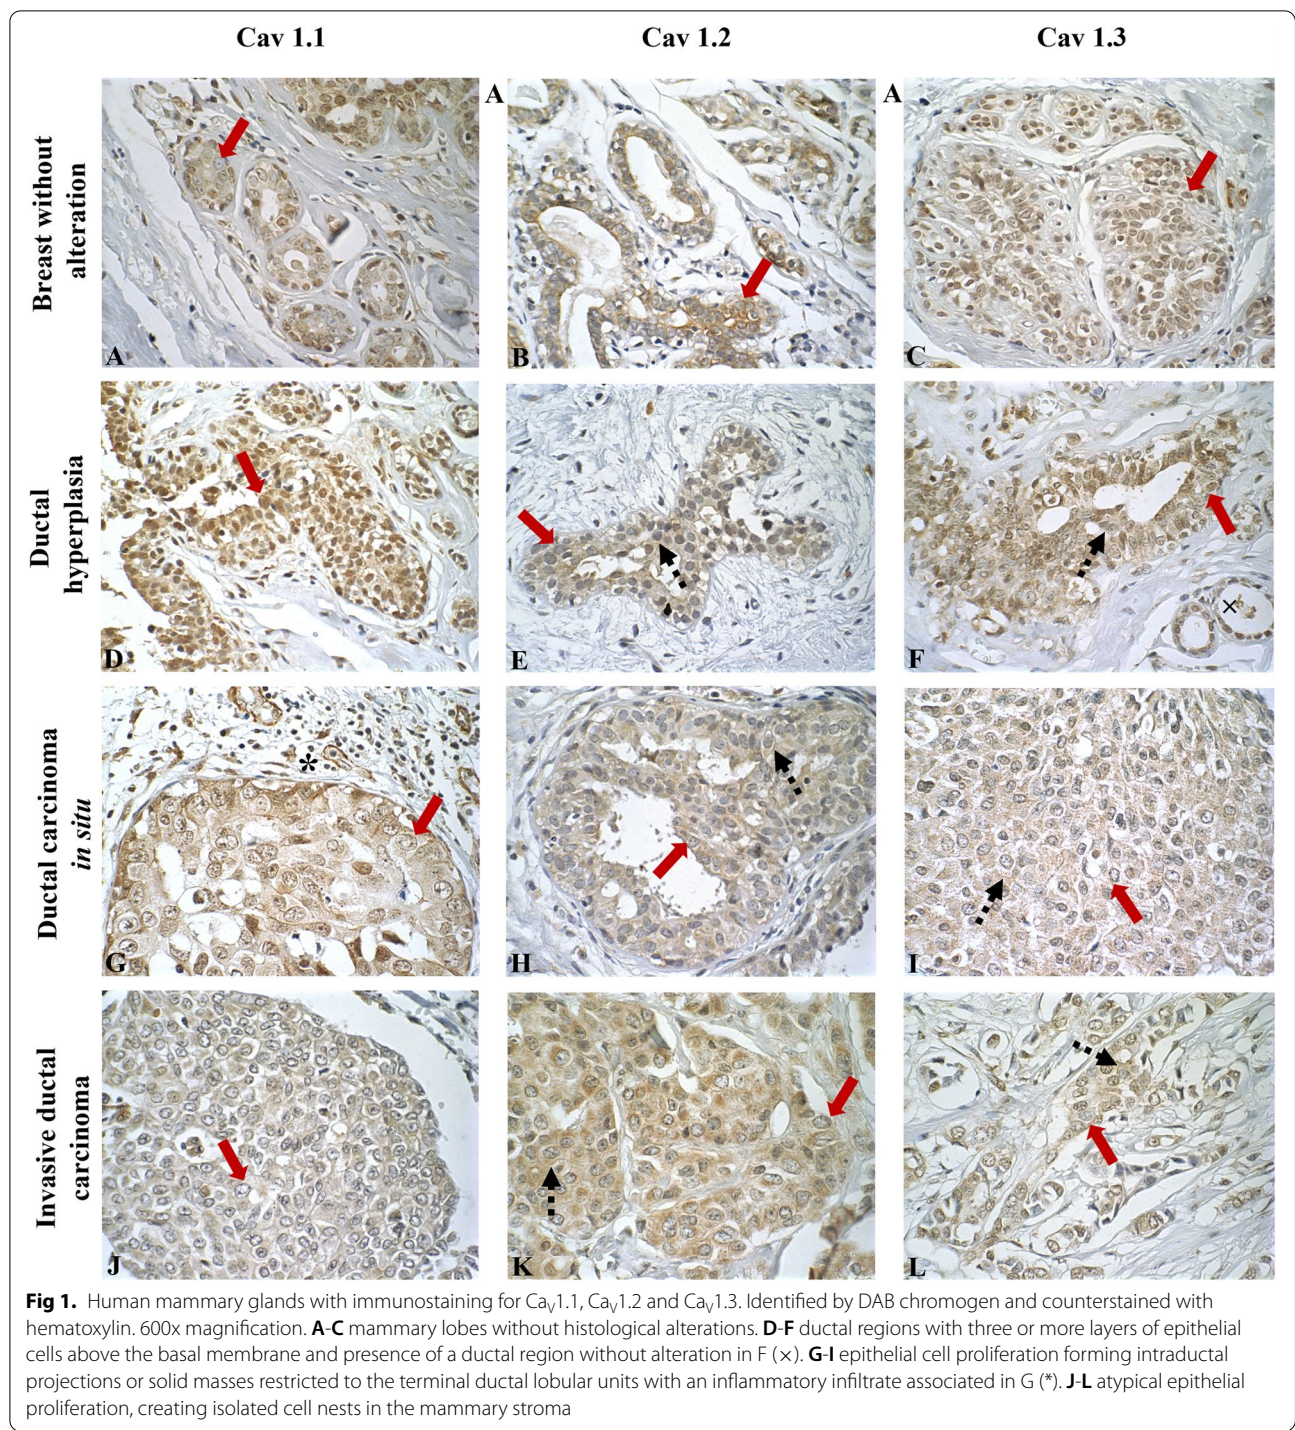 Cav 1.1
Cav 1.2
Cav 1.3
Breast without
alteration
A
A
A
B
C
Ductal
hyperplasia
D
E
×
F
Ductal carcinoma
in situ
*
G
H
I
Invasive ductal
carcinoma
J
K
L
Fig 1. Human mammary glands with immunostaining for CaV1.1, CaV1.2 and CaV1.3. Identified by DAB chromogen and counterstained with
hematoxylin. 600x magnification. A-C mammary lobes without histological alterations. D-F ductal regions with three or more layers of epithelial
cells above the basal membrane and presence of a ductal region without alteration in F (×). G-I epithelial cell proliferation forming intraductal
projections or solid masses restricted to the terminal ductal lobular units with an inflammatory infiltrate associated in G (*). J-L atypical epithelial
proliferation, creating isolated cell nests in the mammary stroma